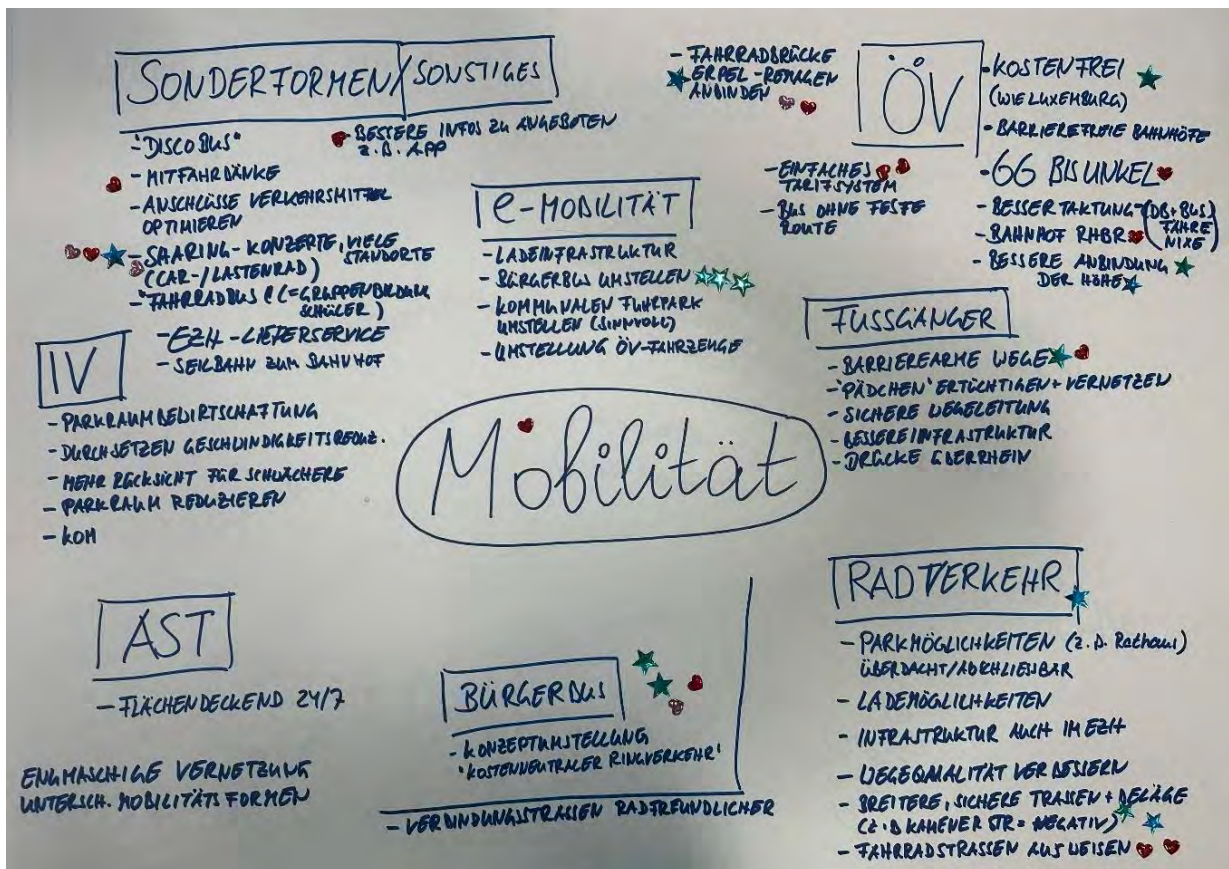 SONDERFORMEN/SONSTIGES
- "DISCOBUS"
- MITFAHRBÄNKE
- ANSCHLÜSSE VERKEHRSMITTEL
OPTIMIEREN
- SHARING-KONZEPTE, VIELE
STANDORTE
(CAR-/LASTENRAD)
- "FAHRRADBUS" (=GRUPPENBILDUNG
SCHÜLER)
- EZH-LIEFERSERVICE
- SEILBAHN ZUM BAHNHOF
- BESSERE INFOS ZU ANGEBOTEN
Z.B. APP
- FAHRRADBRÜCKE
ERPEL-REMAGEN
ANBINDEN
ÖV
- KOSTENFREI
(WIE LUXEMBURG)
- BARRIEREFREIE BAHNHÖFE
- 66 BIS UNKEL
- BESSER TAKTUNG (DB+BUS)
FÄHRE
NIXE
- BAHNHOF RHBR
- BESSERE ANBINDUNG
DER HÖHE
- EINFACHES
TARIFSYSTEM
- BUS OHNE FESTE
ROUTE
e-MOBILITÄT
- LADEINFRASTRUKTUR
- BÜRGERBUS UMSTELLEN
- KOMMUNALEN FUHRPARK
UMSTELLEN (SINNVOLL)
- UMSTELLUNG ÖV-FAHRZEUGE
FUSSGÄNGER
- BARRIEREARME WEGE
- 'PÄDCHEN' ERTÜCHTIGEN + VERNETZEN
- SICHERE WEGELEITUNG
- BESSERE INFRASTRUKTUR
- BRÜCKE ÜBER RHEIN
IV
- PARKRAUMBEWIRTSCHAFTUNG
- DURCHSETZEN GESCHWINDIGKEITSREDUZ.
- MEHR RÜCKSICHT FÜR SCHWÄCHERE
- PARKRAUM REDUZIEREN
- KOM
Mobilität
AST
- FLÄCHENDECKEND 24/7
ENGMASCHIGE VERNETZUNG
UNTERSCH. MOBILITÄTSFORMEN
BÜRGERBUS
- KONZEPTUMSTELLUNG
'KOSTENNEUTRALER RINGVERKEHR'
- VERBINDUNGSSTRASSEN RADFREUNDLICHER
RADVERKEHR
- PARKMÖGLICHKEITEN (z.B. Rathaus)
ÜBERDACHT/ABSCHLIEßBAR
- LADEMÖGLICHKEITEN
- INFRASTRUKTUR AUCH IM EZH
- WEGEQUALITÄT VERBESSERN
- BREITERE, SICHERE TRASSEN + BELÄGE
(Z.B. STR = NEGATIV)
- FAHRRADSTRASSEN AUSWEISEN